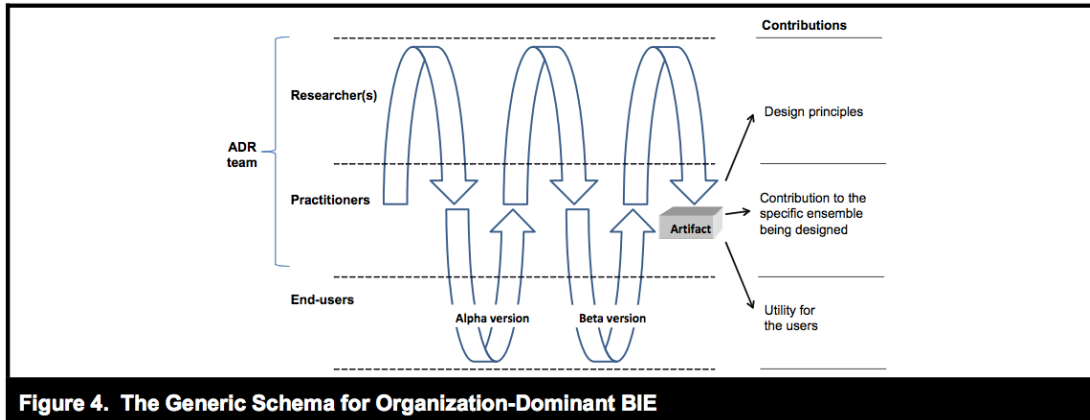 Contributions
Researcher(s)
Design principles
ADR
team
Practitioners
Contribution to the
specific ensemble
being designed
Artifact
End-users
Alpha version
Beta version
Utility for
the users
Figure 4. The Generic Schema for Organization-Dominant BIE